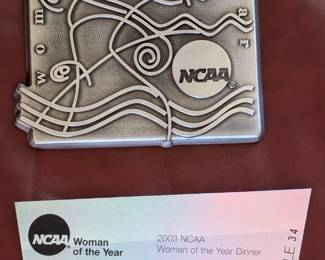 w o m
a r
NCAA
®
NCAA
Woman
of the Year
2003 NCAA
Woman of the Year Dinner
E 34